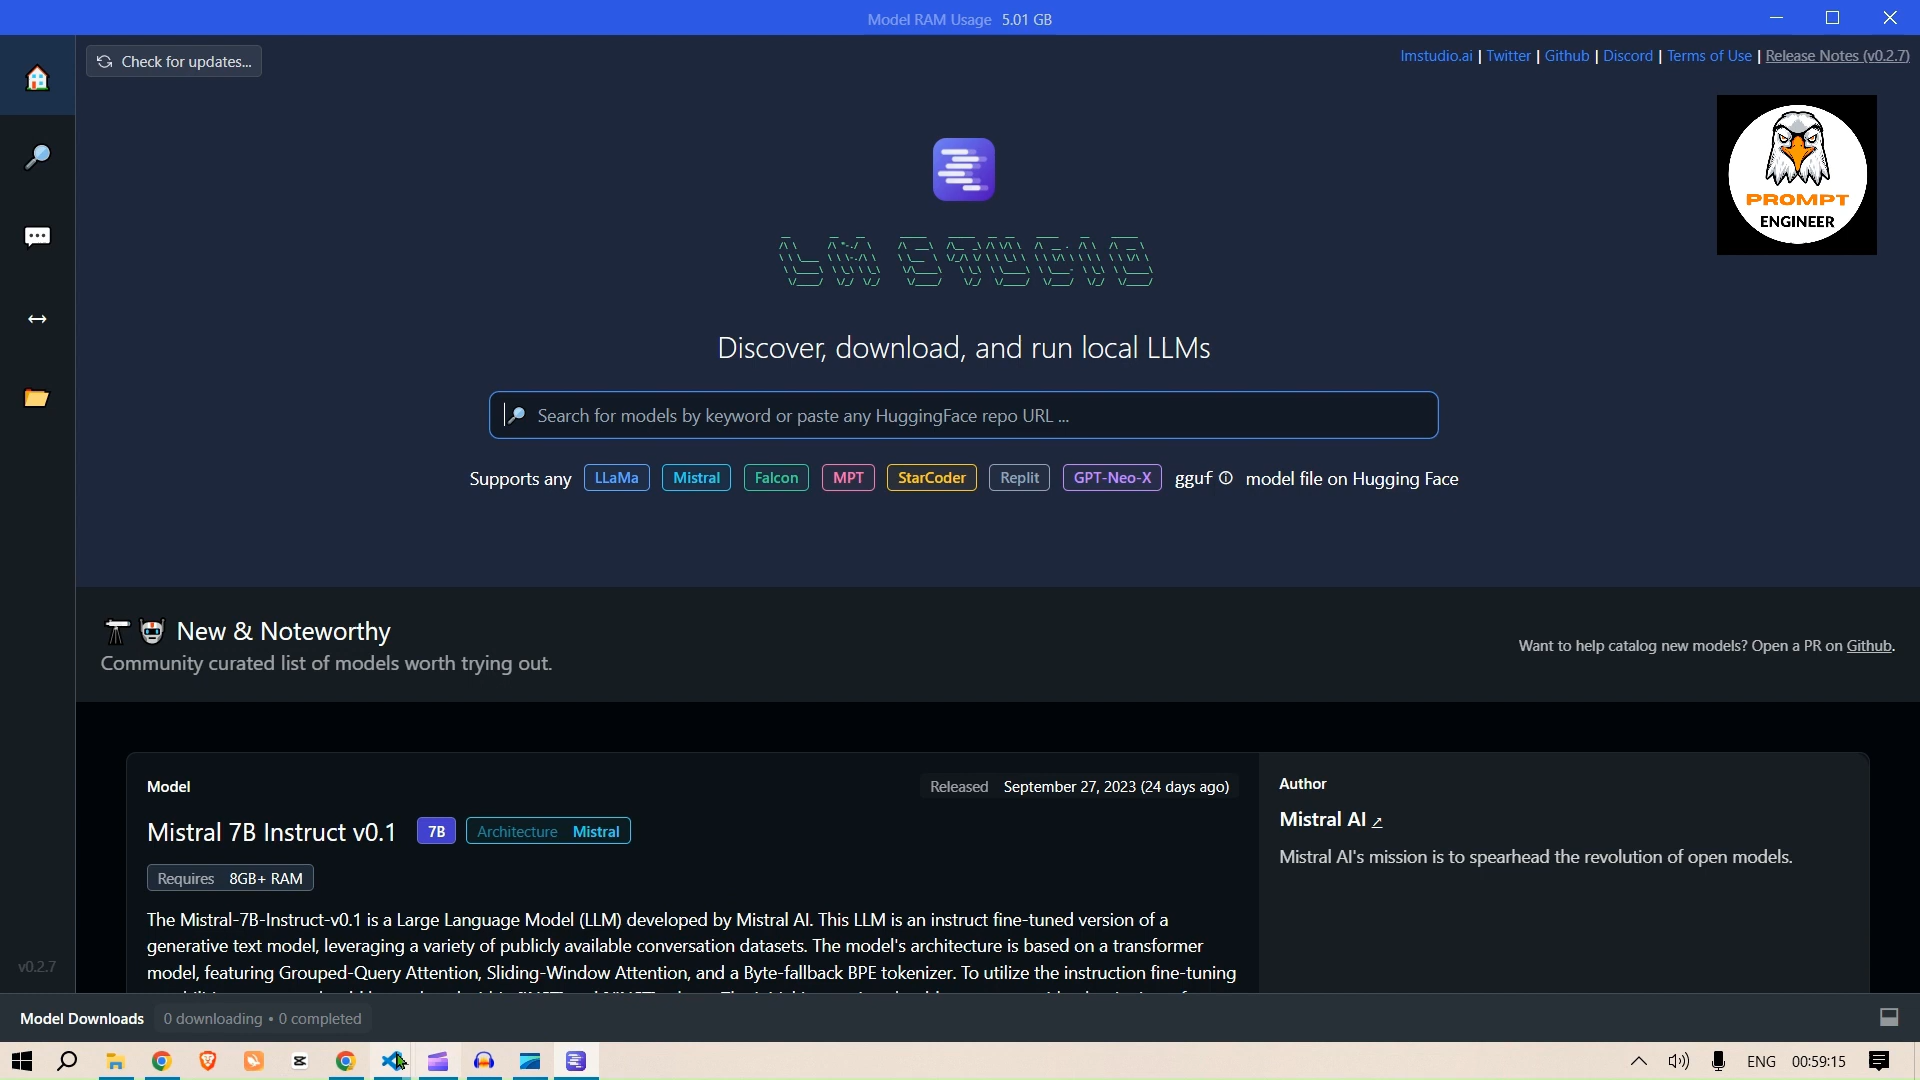 Model RAM Usage 5.01 GB
Check for updates...
lmstudio.ai | Twitter | Github | Discord | Terms of Use | Release Notes (v0.2.7)
PROMPT
ENGINEER
LM STUDIO
Discover, download, and run local LLMs
Search for models by keyword or paste any HuggingFace repo URL ...
Supports any LLaMa Mistral Falcon MPT StarCoder Replit GPT-Neo-X gguf model file on Hugging Face
New & Noteworthy
Community curated list of models worth trying out.
Want to help catalog new models? Open a PR on Github.
Model
Released September 27, 2023 (24 days ago)
Author
Mistral 7B Instruct v0.1 7B Architecture Mistral
Mistral AI
Requires 8GB+ RAM
Mistral AI's mission is to spearhead the revolution of open models.
The Mistral-7B-Instruct-v0.1 is a Large Language Model (LLM) developed by Mistral AI. This LLM is an instruct fine-tuned version of a
generative text model, leveraging a variety of publicly available conversation datasets. The model's architecture is based on a transformer
model, featuring Grouped-Query Attention, Sliding-Window Attention, and a Byte-fallback BPE tokenizer. To utilize the instruction fine-tuning
v0.2.7
Model Downloads 0 downloading • 0 completed
ENG 00:59:15